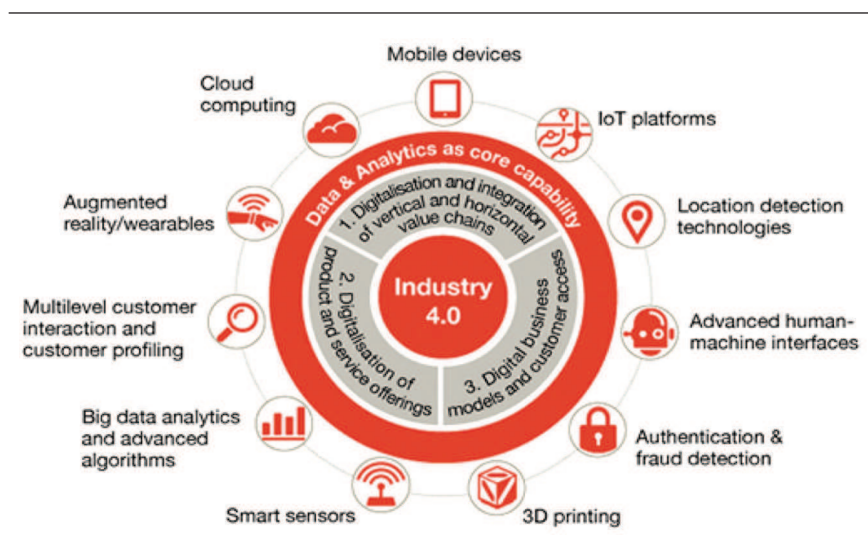 Mobile devices
Cloud
computing
IoT platforms
Data & Analytics as core capability
1. Digitalisation and integration
of vertical and horizontal
value chains
Augmented
reality/wearables
Location detection
technologies
Industry
4.0
2. Digitalisation of
product and service offerings
3. Digital business
models and customer access
Multilevel customer
interaction and
customer profiling
Advanced human-
machine interfaces
Big data analytics
and advanced
algorithms
Authentication &
fraud detection
Smart sensors
3D printing